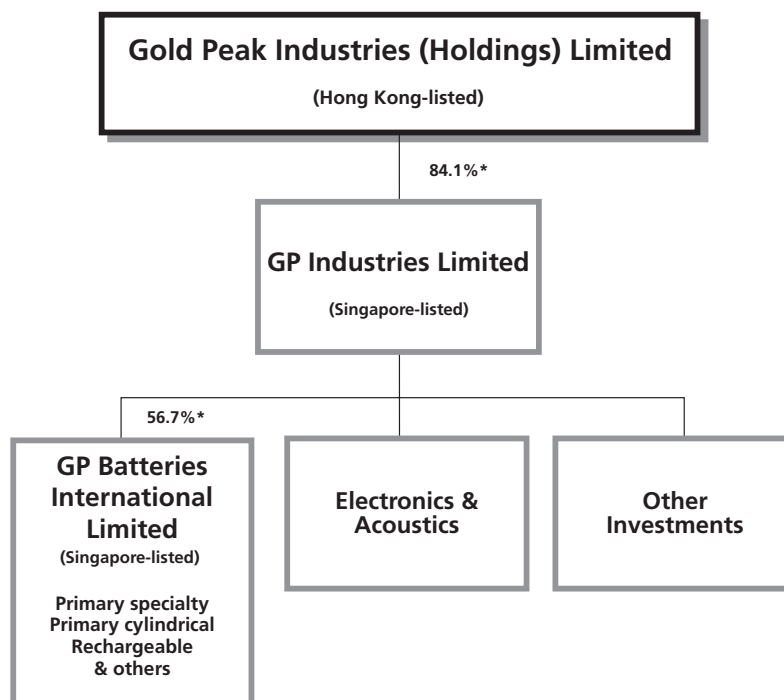 Gold Peak Industries (Holdings) Limited
(Hong Kong-listed)
84.1%*
GP Industries Limited
(Singapore-listed)
56.7%*
GP Batteries
International
Limited
(Singapore-listed)
Primary specialty
Primary cylindrical
Rechargeable
& others
Electronics &
Acoustics
Other
Investments